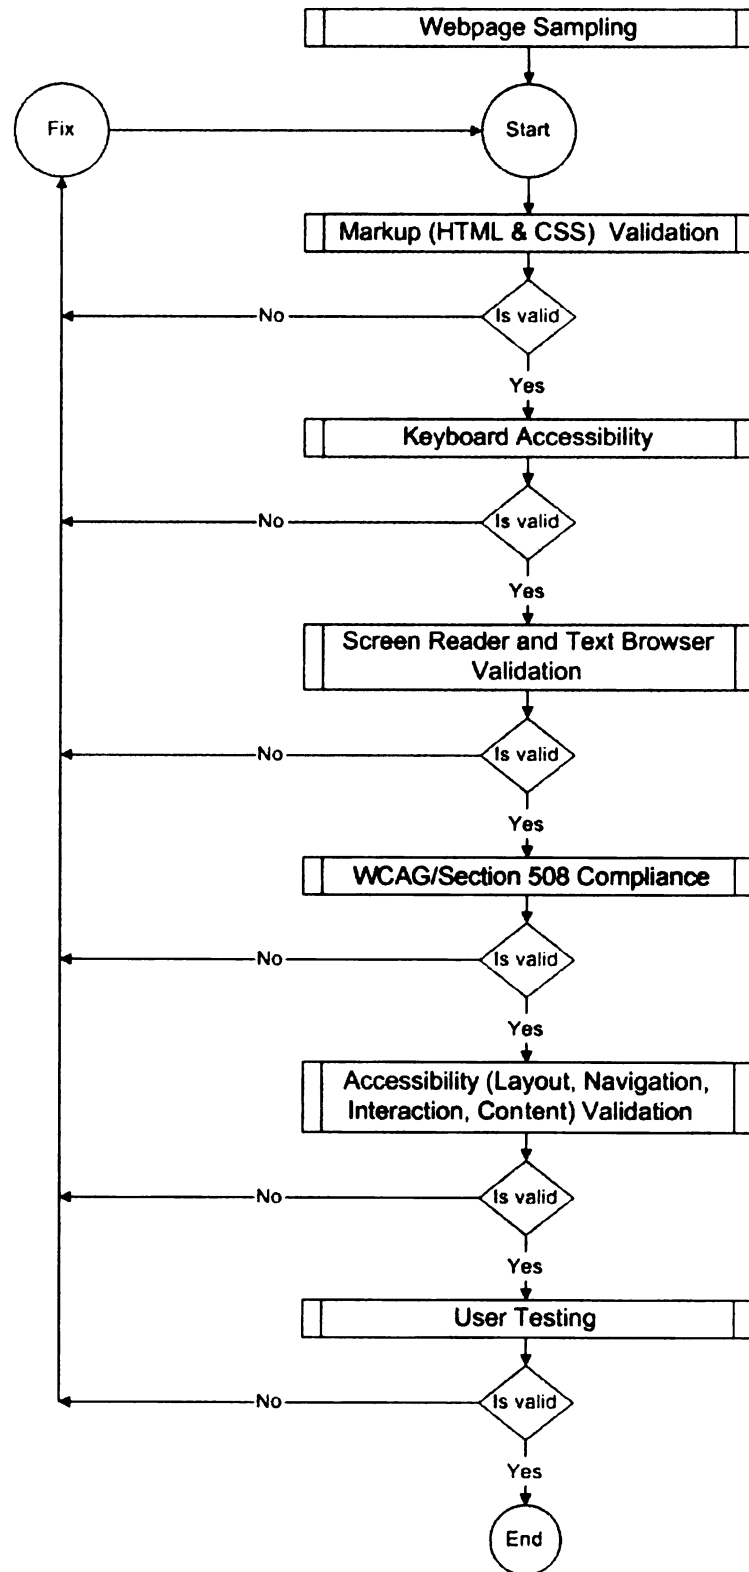 Webpage Sampling
Fix
Start
Markup (HTML & CSS) Validation
No
Is valid
Yes
Keyboard Accessibility
No
Is valid
Yes
Screen Reader and Text Browser
Validation
No
Is valid
Yes
WCAG/Section 508 Compliance
No
Is valid
Yes
Accessibility (Layout, Navigation,
Interaction, Content) Validation
No
Is valid
Yes
User Testing
No
Is valid
Yes
End